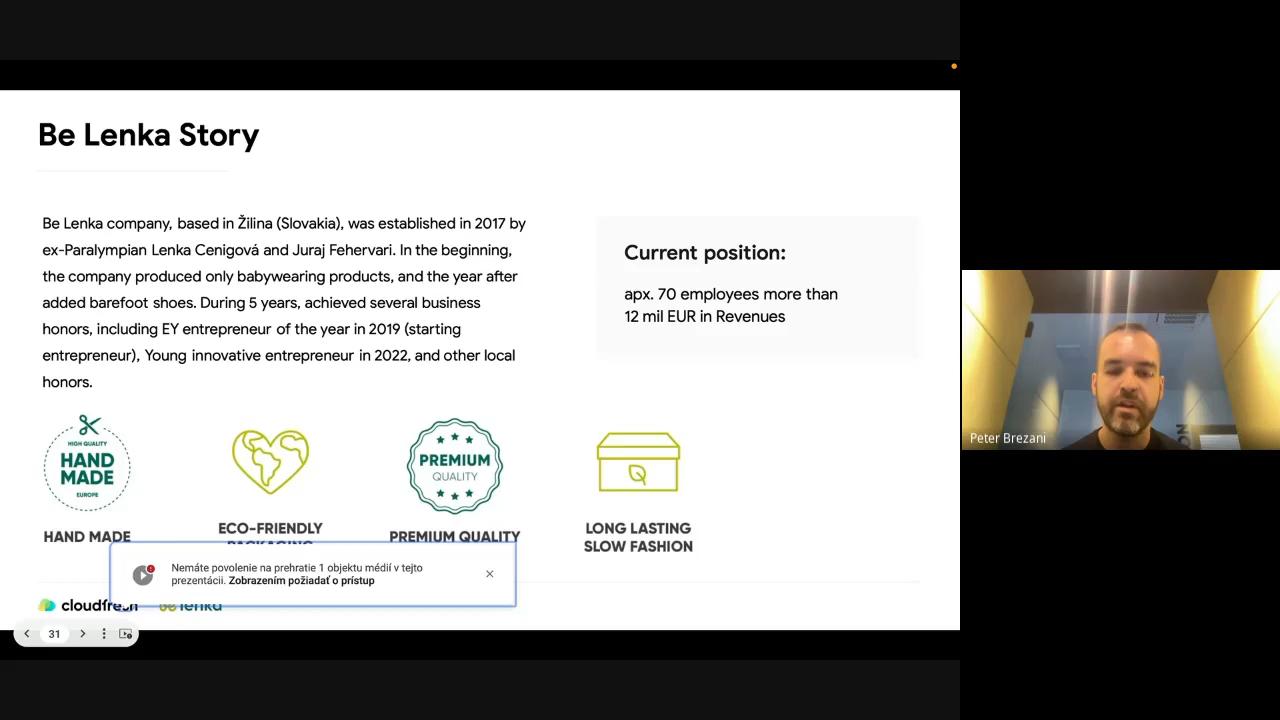 Be Lenka Story
Be Lenka company, based in Žilina (Slovakia), was established in 2017 by
ex-Paralympian Lenka Cenigová and Juraj Fehervari. In the beginning,
the company produced only babywearing products, and the year after
added barefoot shoes. During 5 years, achieved several business
honors, including EY entrepreneur of the year in 2019 (starting
entrepreneur), Young innovative entrepreneur in 2022, and other local
honors.
Current position:
apx. 70 employees more than
12 mil EUR in Revenues
HIGH QUALITY
HAND
MADE
EUROPE
PREMIUM
QUALITY
HAND MADE
ECO-FRIENDLY
PACKAGING
PREMIUM QUALITY
LONG LASTING
SLOW FASHION
Nemáte povolenie na prehratie 1 objektu médií v tejto
prezentácii. Zobrazením požiadať o prístup
cloudfresh
be lenka
31
Peter Brezani